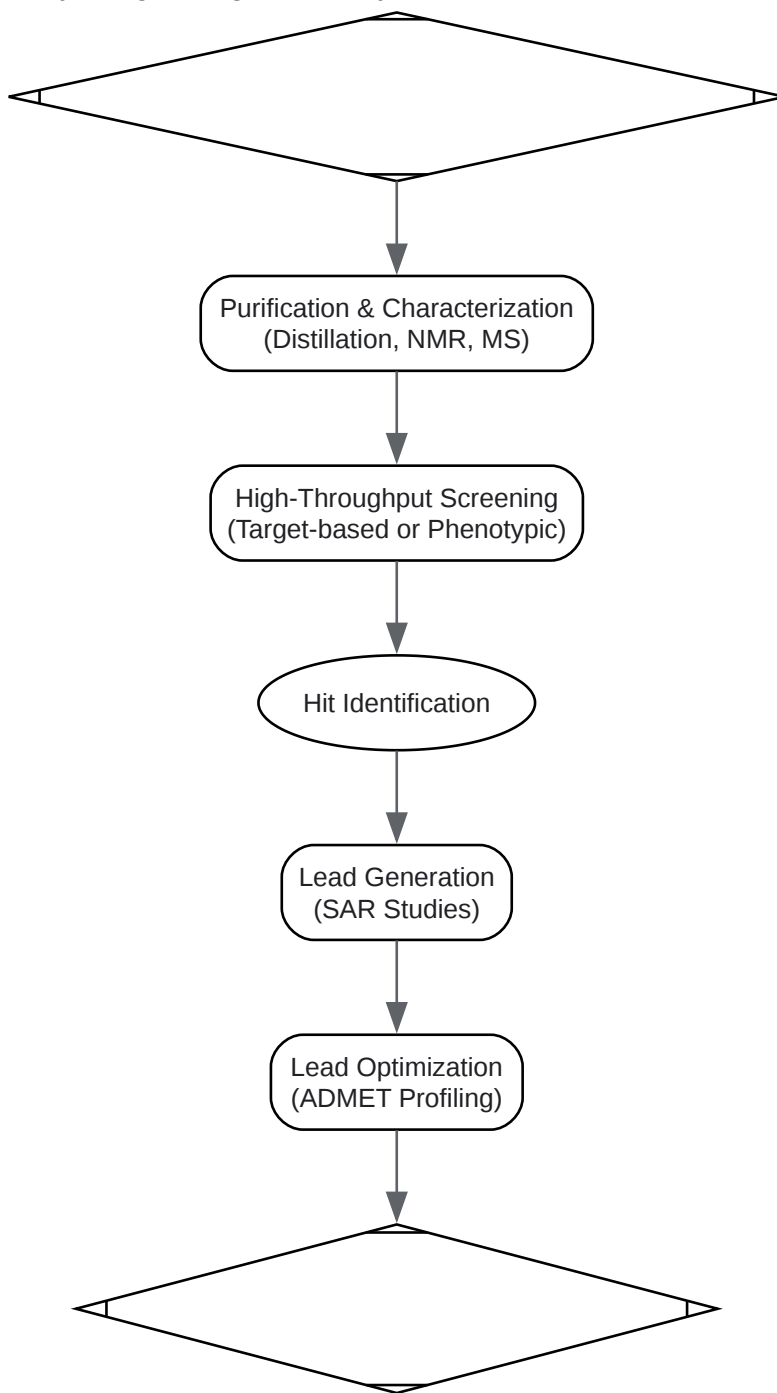 Purification & Characterization
(Distillation, NMR, MS)
High-Throughput Screening
(Target-based or Phenotypic)
Hit Identification
Lead Generation
(SAR Studies)
Lead Optimization
(ADMET Profiling)